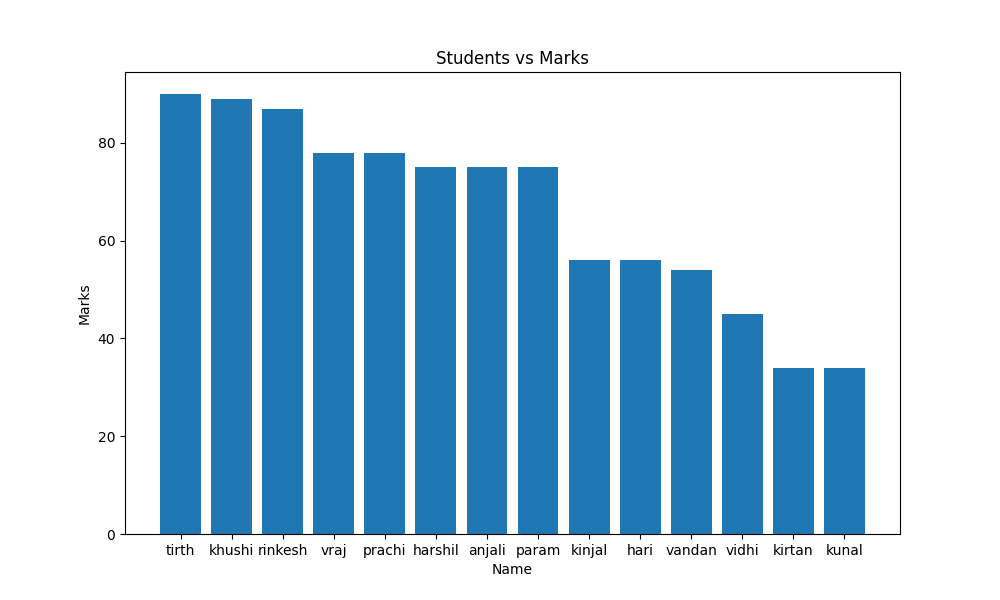 Students vs Marks
Marks
80
60
40
20
0
tirth khushi rinkesh vraj prachi harshil anjali param kinjal hari vandan vidhi kirtan kunal
Name